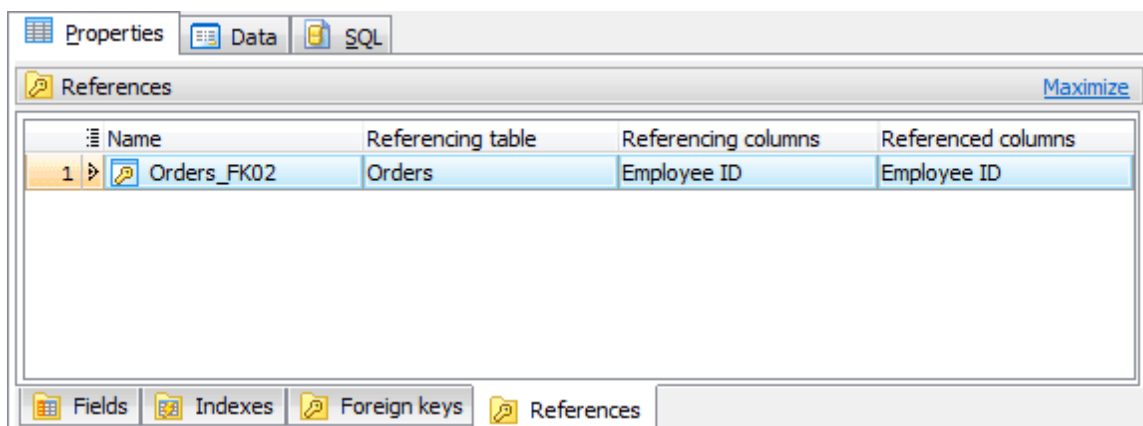 Properties Data SQL
References Maximize
Name Referencing table Referencing columns Referenced columns
1 Orders_FK02 Orders Employee ID Employee ID
Fields Indexes Foreign keys References